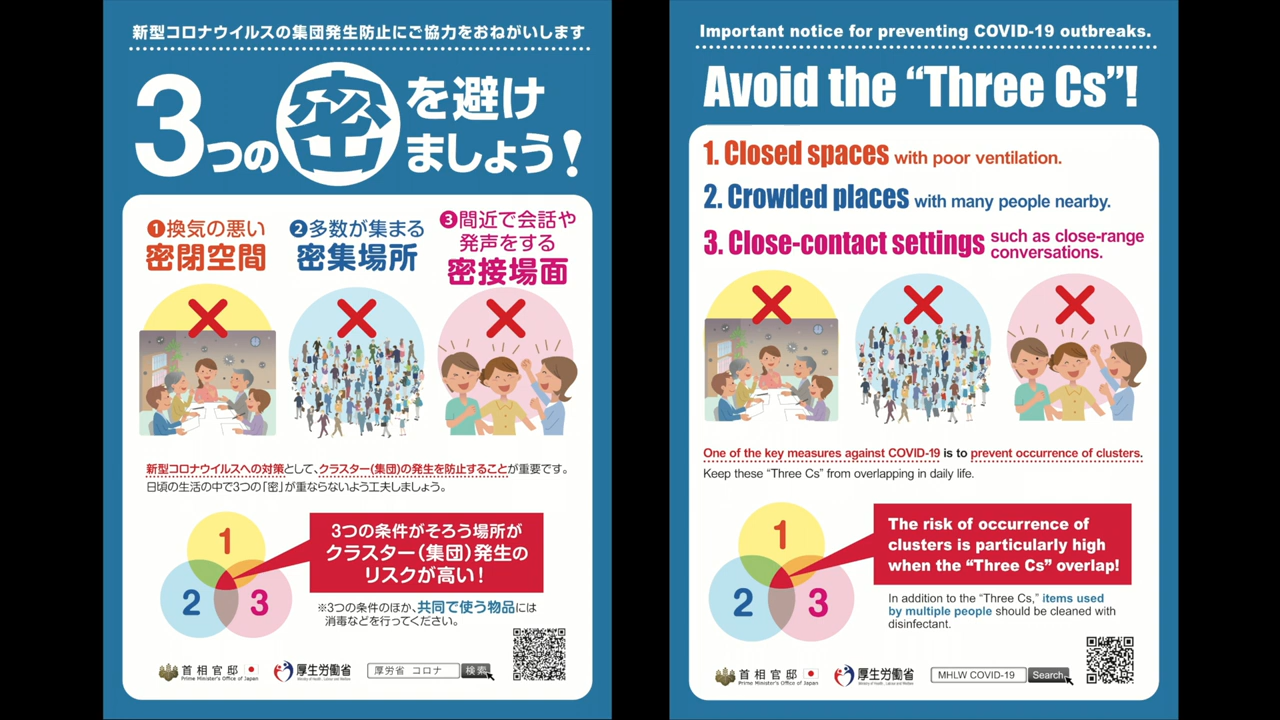 新型コロナウイルスの集団発生防止にご協力をおねがいします
3つの密を避け
ましょう!
❶換気の悪い
密閉空間
❷多数が集まる
密集場所
❸間近で会話や
発声をする
密接場面
新型コロナウイルスへの対策として、クラスター(集団)の発生を防止することが重要です。
日頃の生活の中で3つの「密」が重ならないよう工夫しましょう。
1
2
3
3つの条件がそろう場所が
クラスター(集団)発生の
リスクが高い!
※3つの条件のほか、共同で使う物品には
消毒などを行ってください。
首相官邸
Prime Minister's Office of Japan
厚生労働省
Ministry of Health, Labour and Welfare
厚労省 コロナ
検索
Important notice for preventing COVID-19 outbreaks.
Avoid the “Three Cs”!
1. Closed spaces with poor ventilation.
2. Crowded places with many people nearby.
3. Close-contact settings such as close-range
conversations.
One of the key measures against COVID-19 is to prevent occurrence of clusters.
Keep these “Three Cs” from overlapping in daily life.
1
2
3
The risk of occurrence of
clusters is particularly high
when the “Three Cs” overlap!
In addition to the “Three Cs,” items used
by multiple people should be cleaned with
disinfectant.
首相官邸
Prime Minister's Office of Japan
厚生労働省
Ministry of Health, Labour and Welfare
MHLW COVID-19
Search